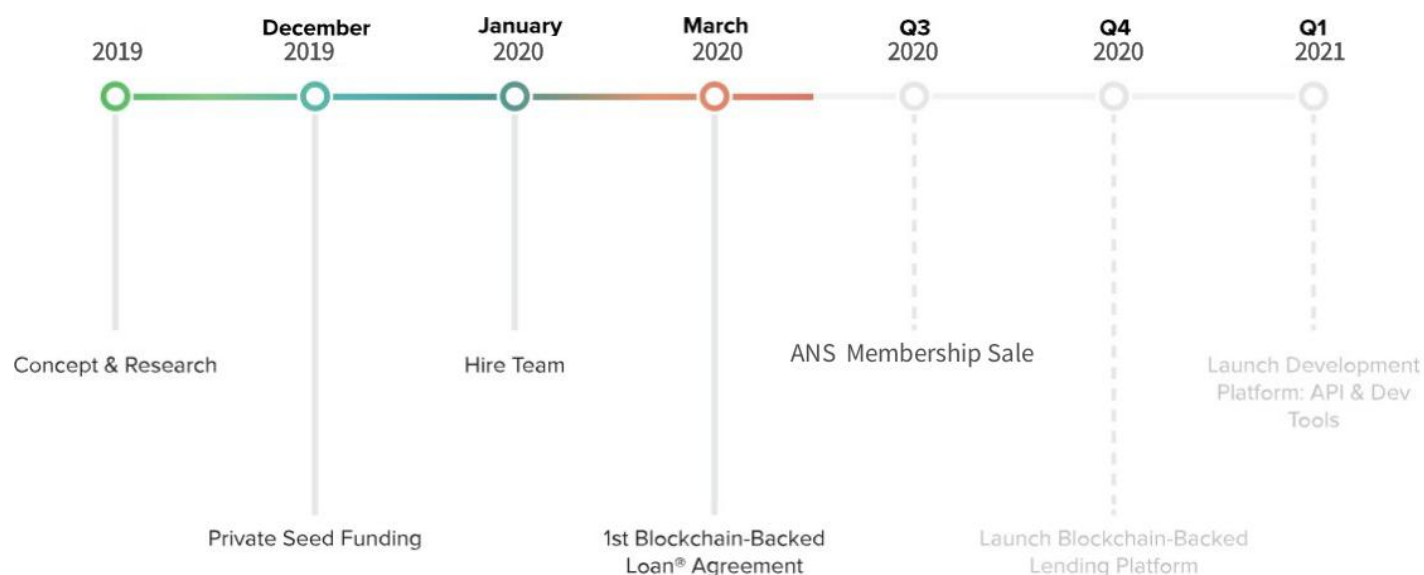 December
January
March
Q3
Q4
Q1
2019
2019
2020
2020
2020
2020
2021
Concept & Research
Hire Team
ANS Membership Sale
Launch Development
Platform: API & Dev
Tools
Private Seed Funding
1st Blockchain-Backed
Loan® Agreement
Launch Blockchain-Backed
Lending Platform